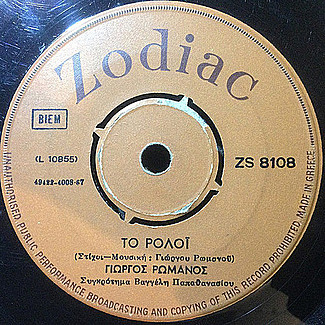 Zodiac
BIEM
(L 10855)
ZS 8108
49422-4008-67
ΤΟ ΡΟΛΟΪ
(Στίχοι—Μουσική : Γιώργου Ρωμανού)
ΓΙΩΡΓΟΣ ΡΩΜΑΝΟΣ
Συγκρότημα Βαγγέλη Παπαθανασίου
UNAUTHORISED PUBLIC PERFORMANCE BROADCASTING AND COPYING OF THIS RECORD PROHIBITED. MADE IN GREECE.